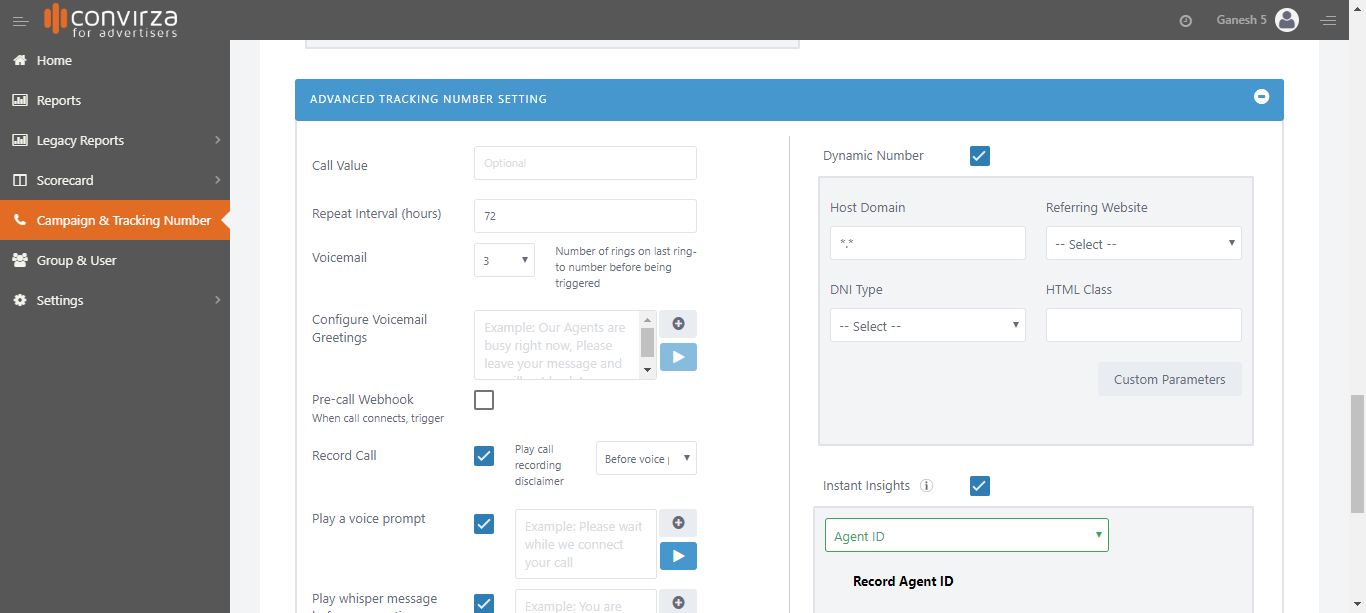 convirza
for advertisers
Ganesh 5
Home
Reports
Legacy Reports
Scorecard
Campaign & Tracking Number
Group & User
Settings
ADVANCED TRACKING NUMBER SETTING
Call Value
Optional
Repeat Interval (hours)
72
Voicemail
3
Number of rings on last ring-
to number before being
triggered
Configure Voicemail
Greetings
Example: Our Agents are
busy right now, Please
leave your message and
Pre-call Webhook
When call connects, trigger
Record Call
Play call
recording
disclaimer
Before voice
Play a voice prompt
Example: Please wait
while we connect
your call
Play whisper message
Example: You are
Dynamic Number
Host Domain
Referring Website
*.*
-- Select --
DNI Type
HTML Class
-- Select --
Custom Parameters
Instant Insights
Agent ID
Record Agent ID